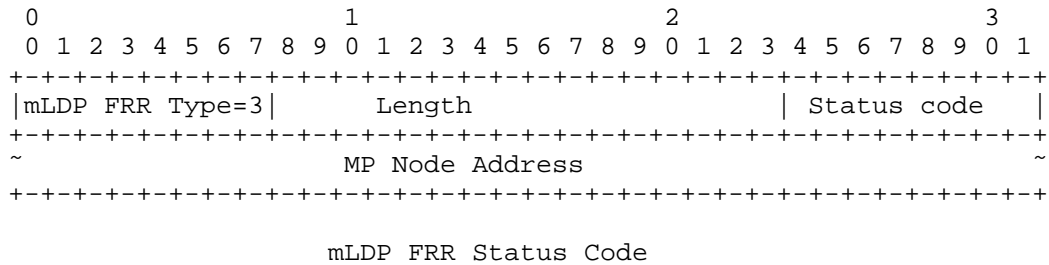 0                   1                   2                   3
 0 1 2 3 4 5 6 7 8 9 0 1 2 3 4 5 6 7 8 9 0 1 2 3 4 5 6 7 8 9 0 1
+-+-+-+-+-+-+-+-+-+-+-+-+-+-+-+-+-+-+-+-+-+-+-+-+-+-+-+-+-+-+-+-+
|mLDP FRR Type=3|      Length                   | Status code   |
+-+-+-+-+-+-+-+-+-+-+-+-+-+-+-+-+-+-+-+-+-+-+-+-+-+-+-+-+-+-+-+-+
~                    MP Node Address                            ~
+-+-+-+-+-+-+-+-+-+-+-+-+-+-+-+-+-+-+-+-+-+-+-+-+-+-+-+-+-+-+-+-+
mLDP FRR Status Code